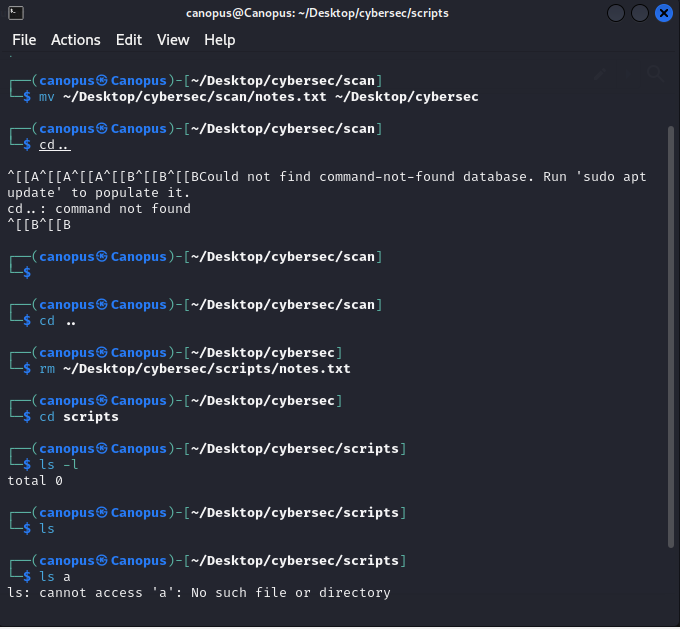 canopus@Canopus: ~/Desktop/cybersec/scripts
File Actions Edit View Help
┌──(canopus㉿Canopus)-[~/Desktop/cybersec/scan]
└─$ mv ~/Desktop/cybersec/scan/notes.txt ~/Desktop/cybersec
┌──(canopus㉿Canopus)-[~/Desktop/cybersec/scan]
└─$ cd..
^[[A^[[A^[[A^[[B^[[B^[[BCould not find command-not-found database. Run 'sudo apt
update' to populate it.
cd..: command not found
^[[B^[[B
┌──(canopus㉿Canopus)-[~/Desktop/cybersec/scan]
└─$
┌──(canopus㉿Canopus)-[~/Desktop/cybersec/scan]
└─$ cd ..
┌──(canopus㉿Canopus)-[~/Desktop/cybersec]
└─$ rm ~/Desktop/cybersec/scripts/notes.txt
┌──(canopus㉿Canopus)-[~/Desktop/cybersec]
└─$ cd scripts
┌──(canopus㉿Canopus)-[~/Desktop/cybersec/scripts]
└─$ ls -l
total 0
┌──(canopus㉿Canopus)-[~/Desktop/cybersec/scripts]
└─$ ls
┌──(canopus㉿Canopus)-[~/Desktop/cybersec/scripts]
└─$ ls a
ls: cannot access 'a': No such file or directory